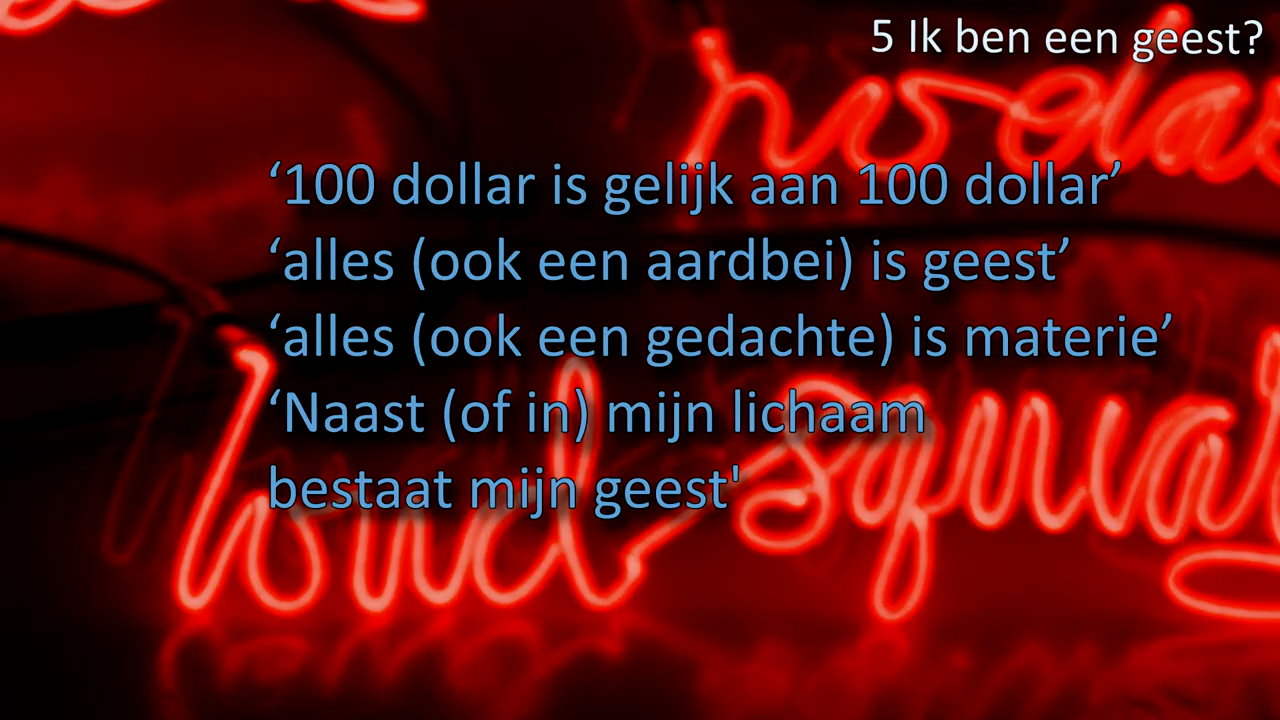 5 Ik ben een geest?
‘100 dollar is gelijk aan 100 dollar’
‘alles (ook een aardbei) is geest’
‘alles (ook een gedachte) is materie’
‘Naast (of in) mijn lichaam
bestaat mijn geest'